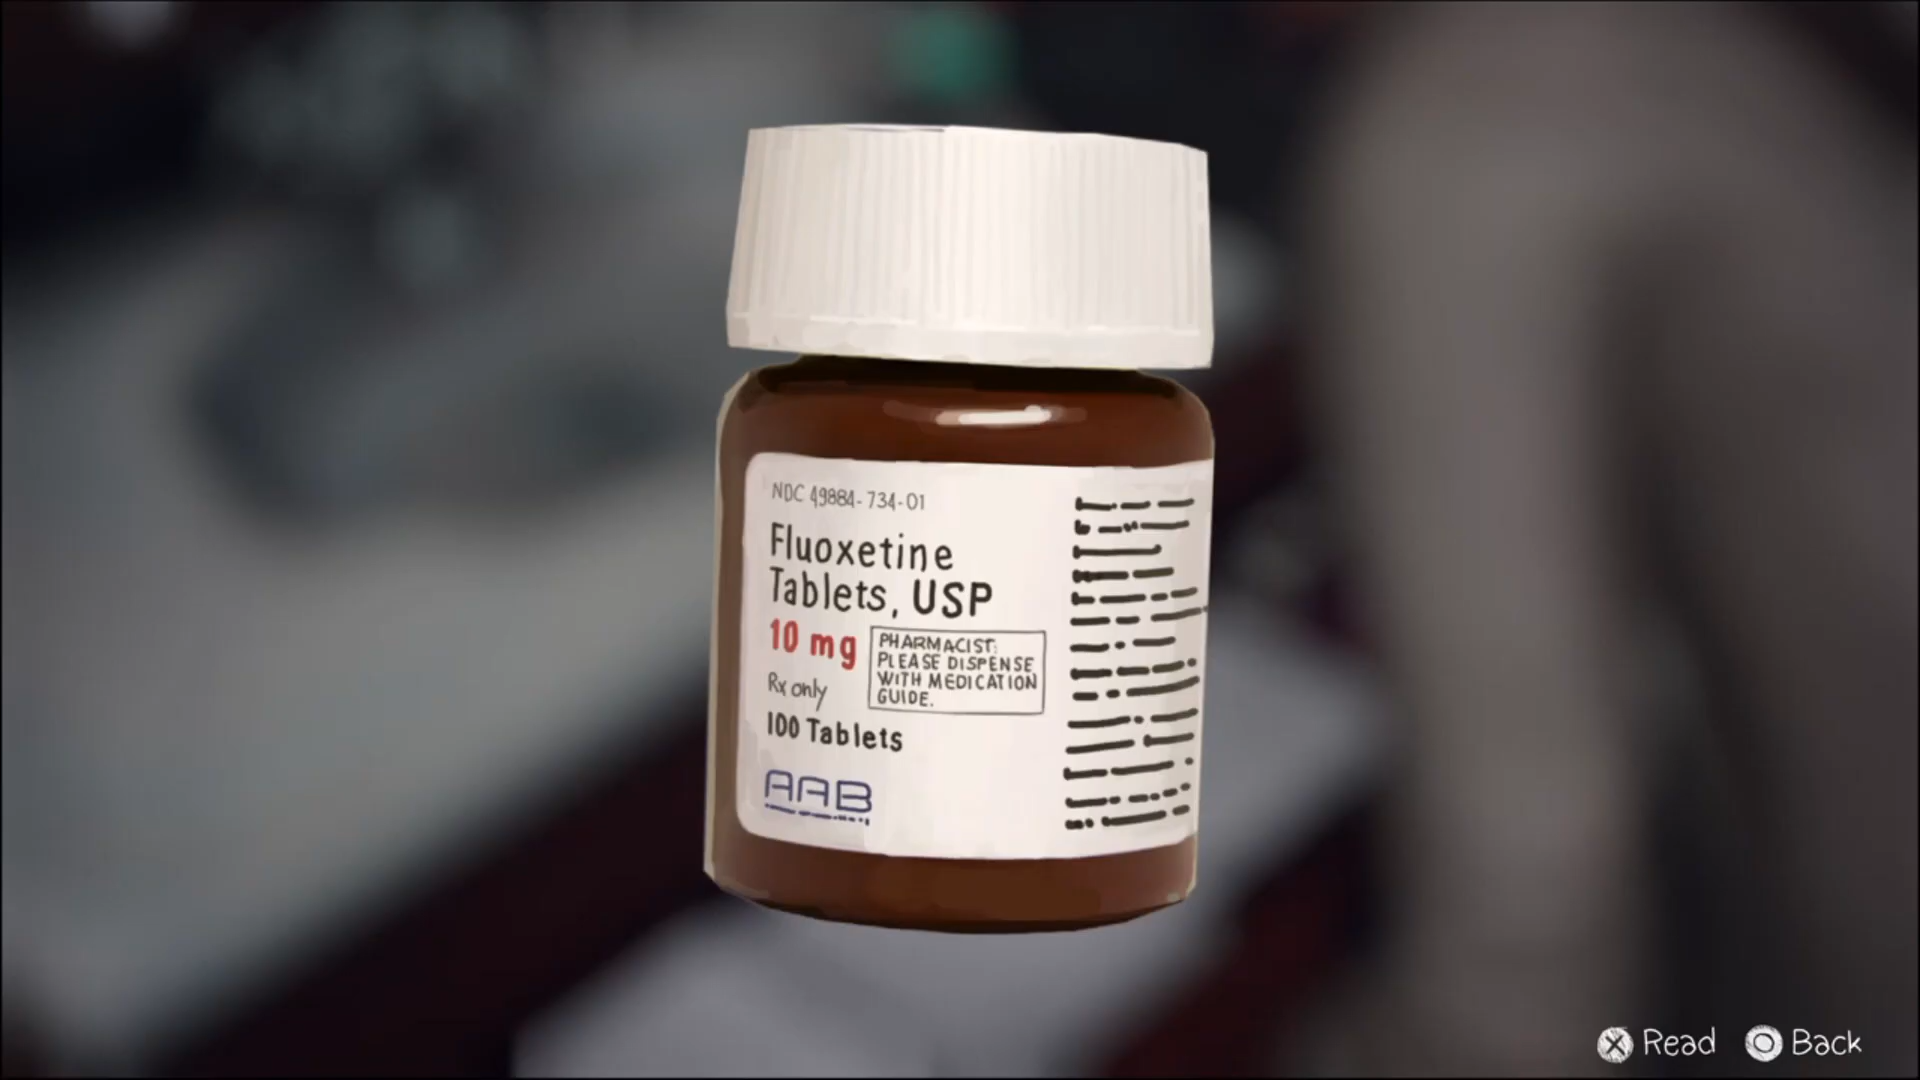 NDC 49884-734-01
Fluoxetine
Tablets, USP
10 mg
PHARMACIST:
PLEASE DISPENSE
WITH MEDICATION
GUIDE.
Rx only
100 Tablets
AAB
Read
Back